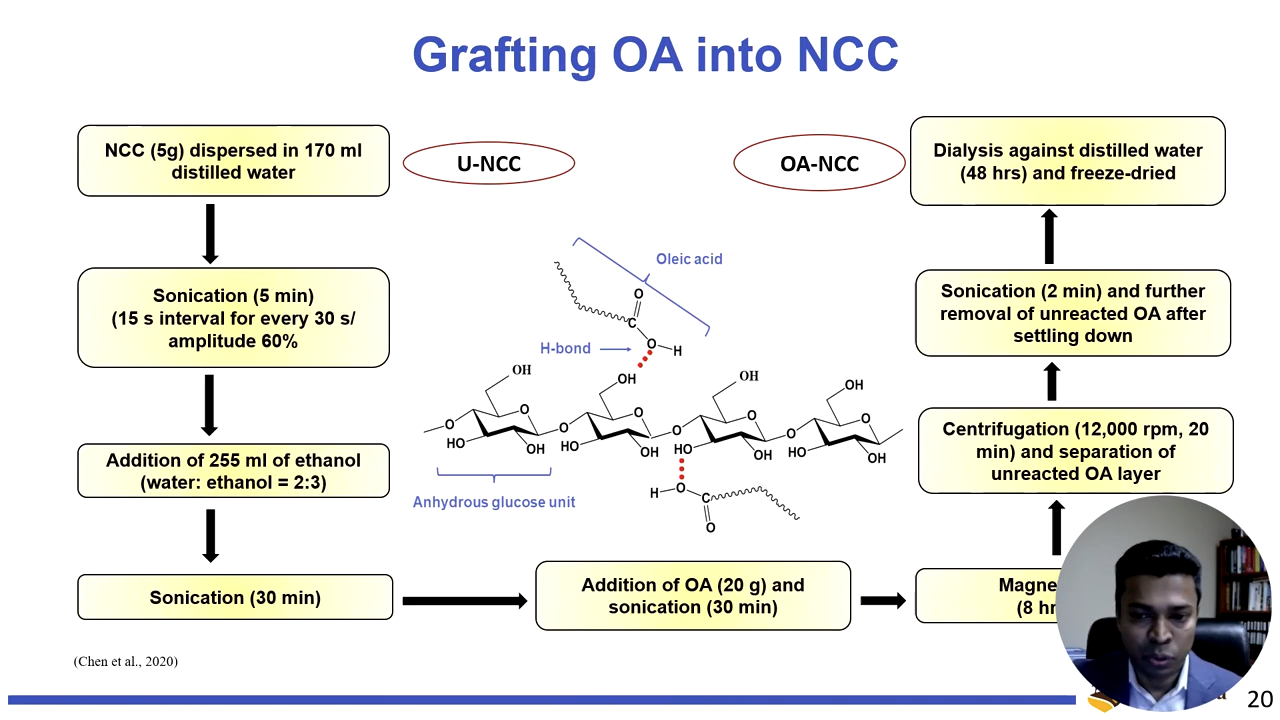 Grafting OA into NCC
NCC (5g) dispersed in 170 ml
distilled water
U-NCC
OA-NCC
Dialysis against distilled water
(48 hrs) and freeze-dried
Sonication (5 min)
(15 s interval for every 30 s/
amplitude 60%
Oleic acid
O
C
O
H
H-bond
OH
OH
OH
OH
O
O
O
O
O
O
O
O
HO
OH
HO
OH
HO
OH
HO
OH
Anhydrous glucose unit
H
O
C
O
Sonication (2 min) and further
removal of unreacted OA after
settling down
Addition of 255 ml of ethanol
(water: ethanol = 2:3)
Centrifugation (12,000 rpm, 20
min) and separation of
unreacted OA layer
Sonication (30 min)
Addition of OA (20 g) and
sonication (30 min)
(8
(Chen et al., 2020)
20